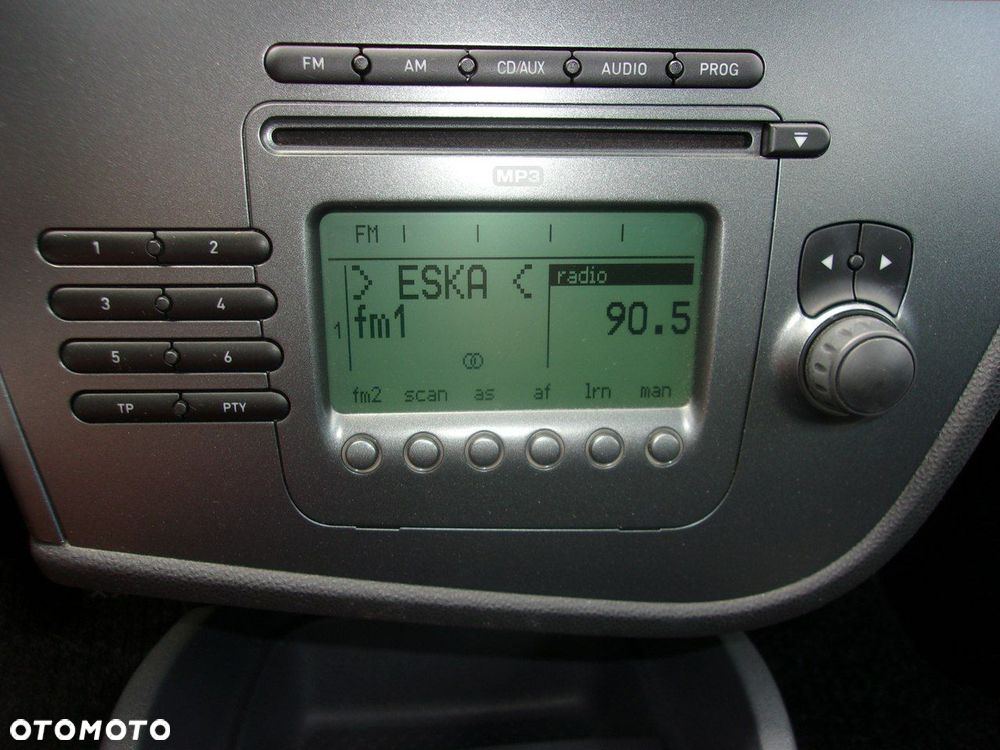 FM AM CD/AUX AUDIO PROG
MP3
FM
1 2
> ESKA < radio
3 4
1 fm1 90.5
5 6
fm2 scan as af lrn man
TP PTY
OTOMOTO